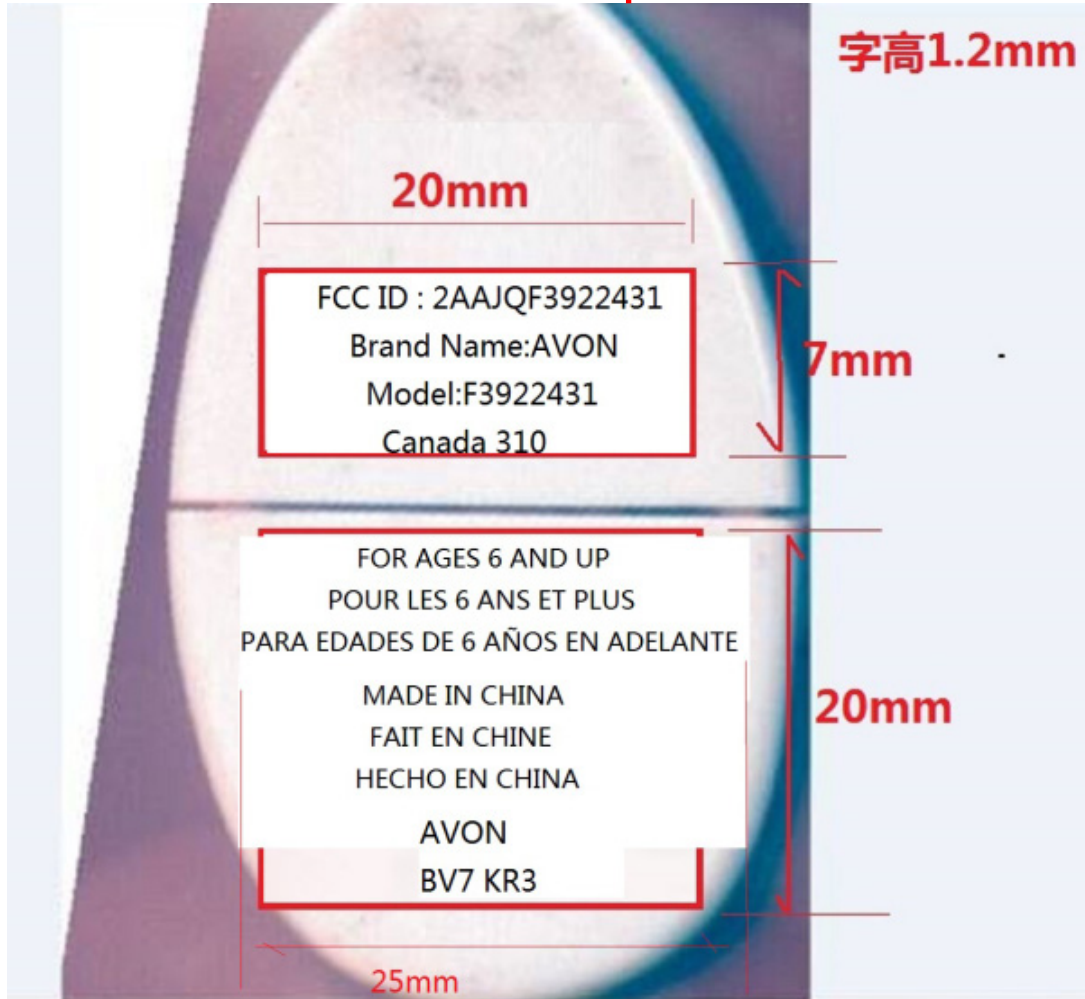 字高1.2mm
20mm
FCC ID : 2AAJQF3922431
Brand Name:AVON
7mm
Model:F3922431
Canada 310
FOR AGES 6 AND UP
POUR LES 6 ANS ET PLUS
PARA EDADES DE 6 AÑOS EN ADELANTE
MADE IN CHINA
20mm
FAIT EN CHINE
HECHO EN CHINA
AVON
BV7 KR3
25mm